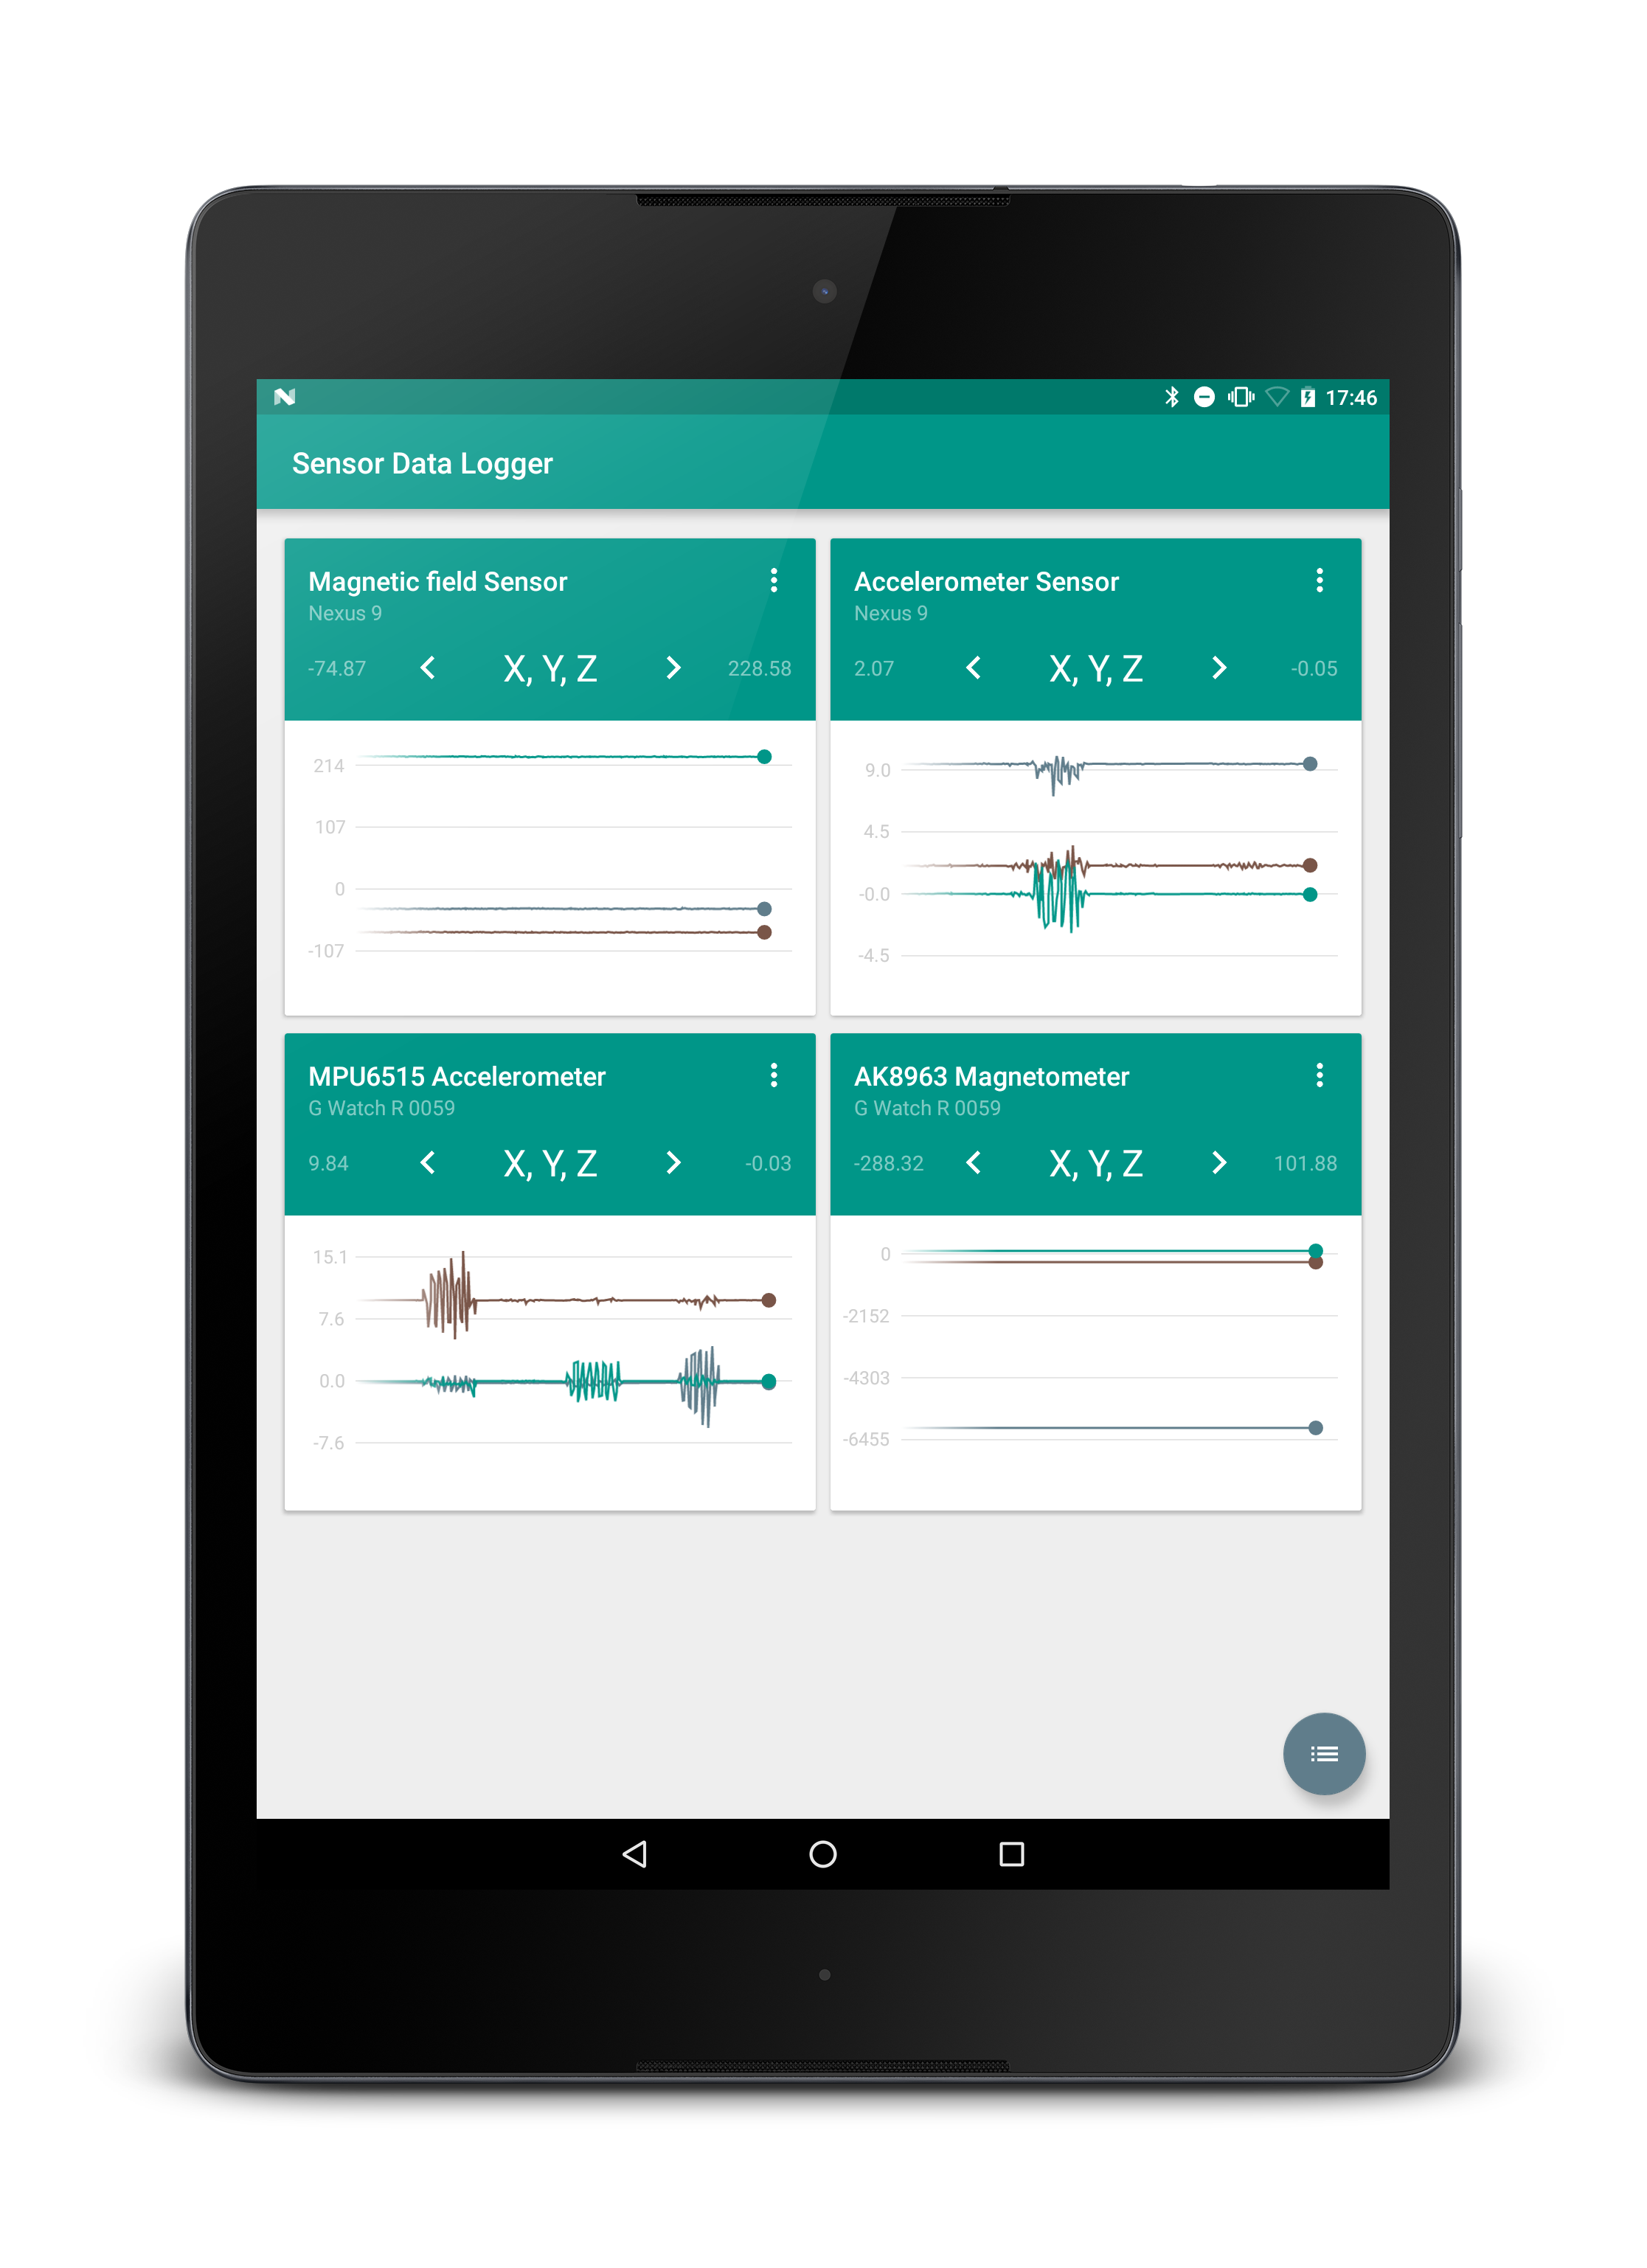 17:46
Sensor Data Logger
Magnetic field Sensor
Nexus 9
-74.87 X, Y, Z 228.58
214
107
0
-107
Accelerometer Sensor
Nexus 9
2.07 X, Y, Z -0.05
9.0
4.5
-0.0
-4.5
MPU6515 Accelerometer
G Watch R 0059
9.84 X, Y, Z -0.03
15.1
7.6
0.0
-7.6
AK8963 Magnetometer
G Watch R 0059
-288.32 X, Y, Z 101.88
0
-2152
-4303
-6455